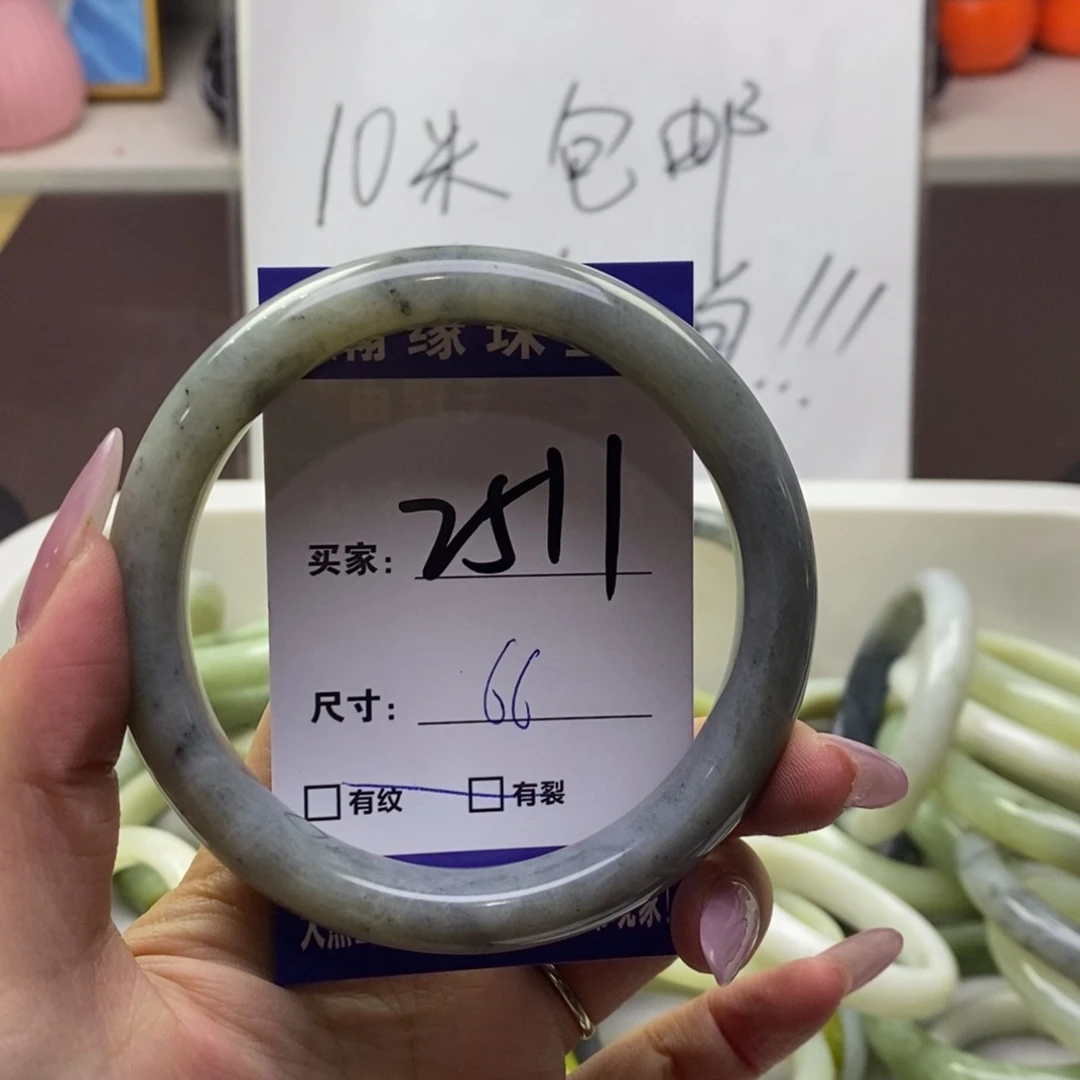 10米 包邮
!!!
缘珠
买家: 2511
尺寸: 66
□有纹 □有裂